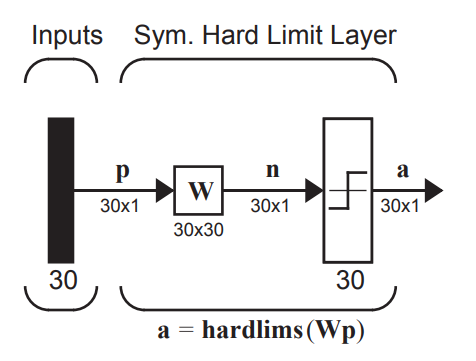 Inputs Sym. Hard Limit Layer
p n a
W
30x1 30x1 30x1
30x30
30 30
a = hardlims(Wp)